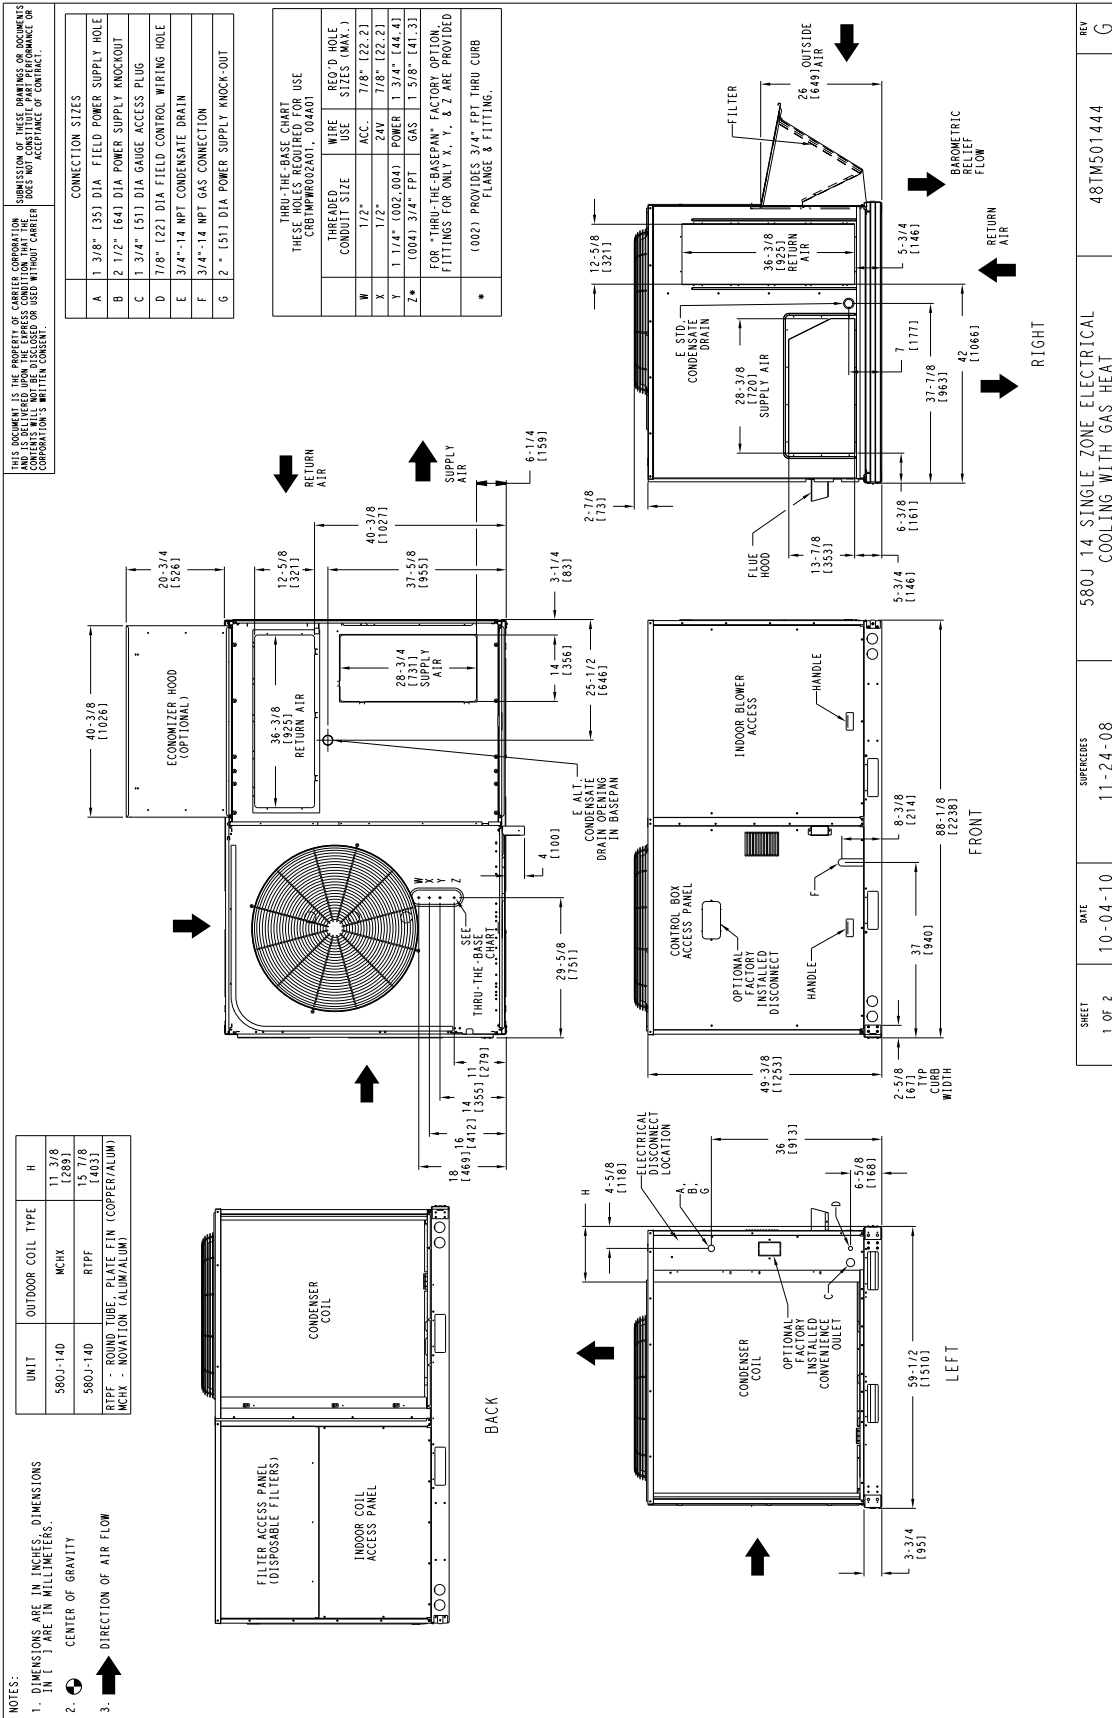 NOTES:
1. DIMENSIONS ARE IN INCHES, DIMENSIONS
IN [ ] ARE IN MILLIMETERS.
2. CENTER OF GRAVITY
3. DIRECTION OF AIR FLOW
UNIT OUTDOOR COIL TYPE H
580J-14D MCHX 11 3/8 [289]
580J-14D RTPF 15 7/8 [403]
RTPF - ROUND TUBE, PLATE FIN (COPPER/ALUM)
MCHX - NOVATION (ALUM/ALUM)
THIS DOCUMENT IS THE PROPERTY OF CARRIER CORPORATION
AND IS DELIVERED UPON THE EXPRESS CONDITION THAT THE
CONTENTS WILL NOT BE DISCLOSED OR USED WITHOUT CARRIER
CORPORATION'S WRITTEN CONSENT.
SUBMISSION OF THESE DRAWINGS OR DOCUMENTS
DOES NOT CONSTITUTE PART PERFORMANCE OR
ACCEPTANCE OF CONTRACT.
CONNECTION SIZES
A 1 3/8" [35] DIA FIELD POWER SUPPLY HOLE
B 2 1/2" [64] DIA POWER SUPPLY KNOCKOUT
C 1 3/4" [51] DIA GAUGE ACCESS PLUG
D 7/8" [22] DIA FIELD CONTROL WIRING HOLE
E 3/4"-14 NPT CONDENSATE DRAIN
F 3/4"-14 NPT GAS CONNECTION
G 2 " [51] DIA POWER SUPPLY KNOCK-OUT
THRU-THE-BASE CHART
THESE HOLES REQUIRED FOR USE
CRBTMPWR002A01, 004A01
THREADED CONDUIT SIZE WIRE USE REQ'D HOLE SIZES (MAX.)
W 1/2" ACC. 7/8" [22.2]
X 1/2" 24V 7/8" [22.2]
Y 1 1/4" (002,004) POWER 1 3/4" [44.4]
Z* (004) 3/4" FPT GAS 1 5/8" [41.3]
FOR "THRU-THE-BASEPAN" FACTORY OPTION,
FITTINGS FOR ONLY X, Y, & Z ARE PROVIDED
* (002) PROVIDES 3/4" FPT THRU CURB
FLANGE & FITTING.
40-3/8
[1026]
20-3/4
[526]
ECONOMIZER HOOD
(OPTIONAL)
12-5/8
[321]
36-3/8
[925]
RETURN AIR
RETURN
AIR
40-3/8
[1027]
37-5/8
[955]
28-3/4
[731]
SUPPLY
AIR
SUPPLY
AIR
6-1/4
[159]
3-1/4
[83]
14
[356]
25-1/2
[646]
E ALT.
CONDENSATE
DRAIN OPENING
IN BASEPAN
4
[100]
W
X
Y
Z
SEE
THRU-THE-BASE
CHART
29-5/8
[751]
11
[279]
14
[355]
16
[412]
18
[469]
FILTER ACCESS PANEL
(DISPOSABLE FILTERS)
INDOOR COIL
ACCESS PANEL
CONDENSER
COIL
BACK
H
4-5/8
[118]
ELECTRICAL
DISCONNECT
LOCATION
A,
B,
G
36
[913]
6-5/8
[168]
D
C
CONDENSER
COIL
OPTIONAL
FACTORY
INSTALLED
CONVENIENCE
OULET
59-1/2
[1510]
3-3/4
[95]
LEFT
49-3/8
[1253]
2-5/8
[67]
TYP
CURB
WIDTH
CONTROL BOX
ACCESS PANEL
OPTIONAL
FACTORY
INSTALLED
DISCONNECT
HANDLE
INDOOR BLOWER
ACCESS
HANDLE
F
8-3/8
[214]
37
[940]
88-1/8
[2238]
FRONT
2-7/8
[73]
FLUE
HOOD
13-7/8
[353]
5-3/4
[146]
6-3/8
[161]
28-3/8
[720]
SUPPLY AIR
E STD.
CONDENSATE
DRAIN
12-5/8
[321]
36-3/8
[925]
RETURN
AIR
5-3/4
[146]
7
[177]
37-7/8
[963]
42
[1066]
RETURN
AIR
FILTER
26
[649]
OUTSIDE
AIR
BAROMETRIC
RELIEF
FLOW
RIGHT
SHEET
1 OF 2
DATE
10-04-10
SUPERCEDES
11-24-08
580J 14 SINGLE ZONE ELECTRICAL
COOLING WITH GAS HEAT
48TM501444
REV
G